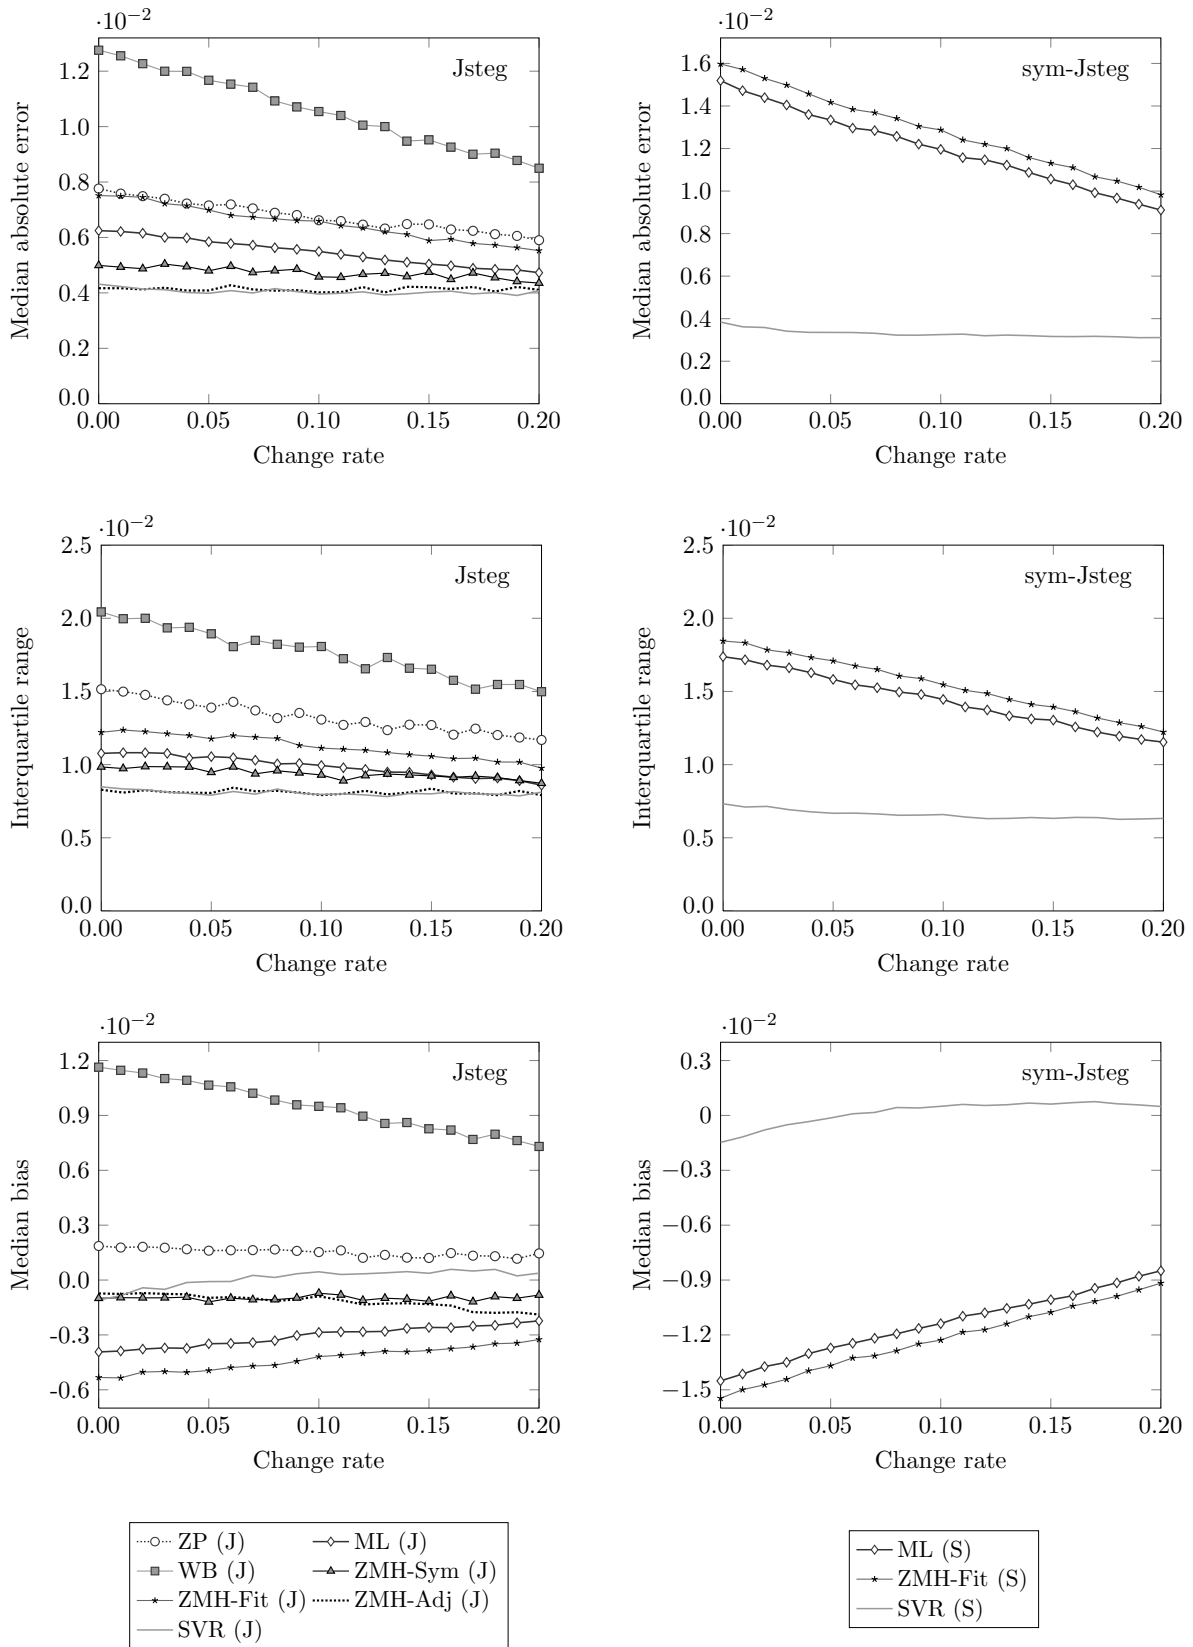 ·10⁻²
Jsteg
Median absolute error
1.2
1.0
0.8
0.6
0.4
0.2
0.0
0.00 0.05 0.10 0.15 0.20
Change rate
·10⁻²
sym-Jsteg
Median absolute error
1.6
1.4
1.2
1.0
0.8
0.6
0.4
0.2
0.0
0.00 0.05 0.10 0.15 0.20
Change rate
·10⁻²
Jsteg
Interquartile range
2.5
2.0
1.5
1.0
0.5
0.0
0.00 0.05 0.10 0.15 0.20
Change rate
·10⁻²
sym-Jsteg
Interquartile range
2.5
2.0
1.5
1.0
0.5
0.0
0.00 0.05 0.10 0.15 0.20
Change rate
·10⁻²
Jsteg
Median bias
1.2
0.9
0.6
0.3
0.0
-0.3
-0.6
0.00 0.05 0.10 0.15 0.20
Change rate
·10⁻²
sym-Jsteg
Median bias
0.3
0
−0.3
−0.6
−0.9
−1.2
−1.5
0.00 0.05 0.10 0.15 0.20
Change rate
ZP (J) ML (J)
WB (J) ZMH-Sym (J)
ZMH-Fit (J) ZMH-Adj (J)
SVR (J)
ML (S)
ZMH-Fit (S)
SVR (S)